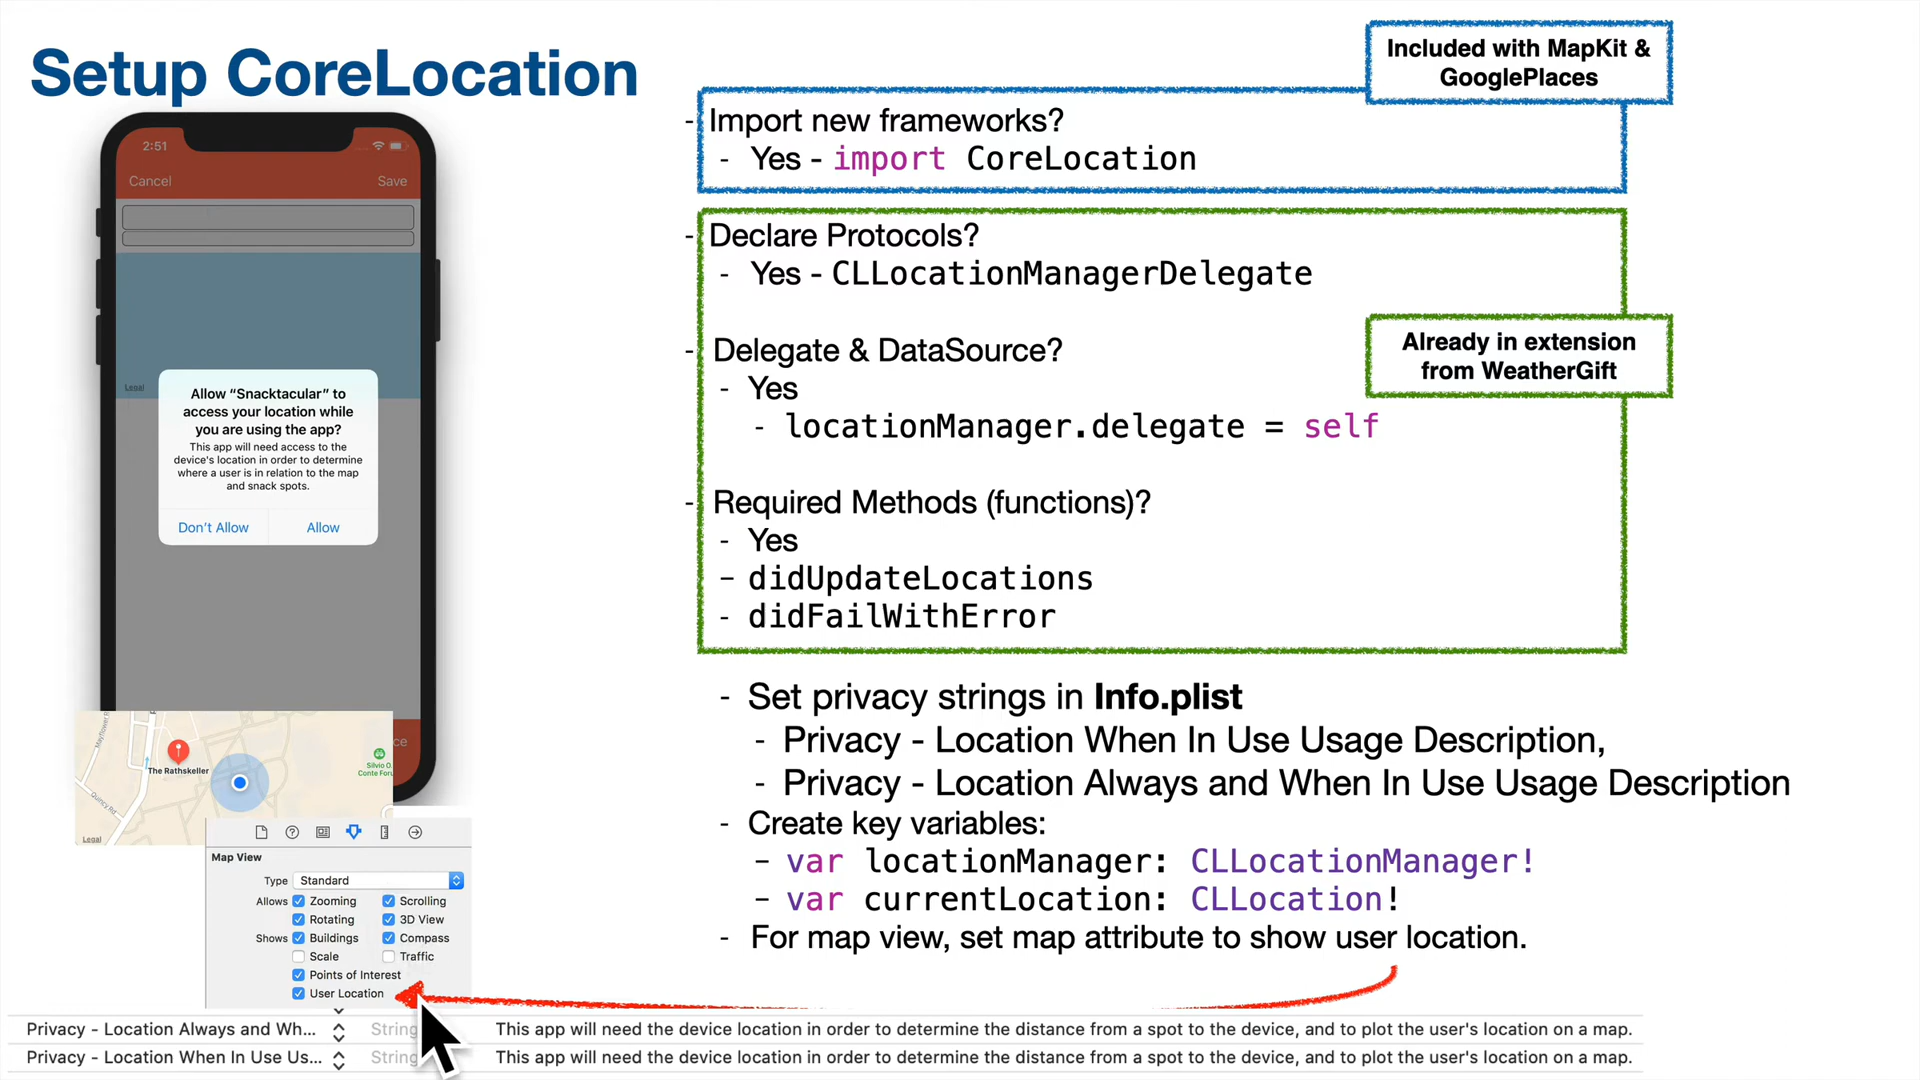 Setup CoreLocation
Included with MapKit &
GooglePlaces
- Import new frameworks?
- Yes - import CoreLocation
- Declare Protocols?
- Yes - CLLocationManagerDelegate
- Delegate & DataSource?
- Yes
- locationManager.delegate = self
Already in extension
from WeatherGift
- Required Methods (functions)?
- Yes
- didUpdateLocations
- didFailWithError
- Set privacy strings in Info.plist
- Privacy - Location When In Use Usage Description,
- Privacy - Location Always and When In Use Usage Description
- Create key variables:
- var locationManager: CLLocationManager!
- var currentLocation: CLLocation!
- For map view, set map attribute to show user location.
2:51
Cancel
Save
Legal
Allow “Snacktacular” to
access your location while
you are using the app?
This app will need access to the
device's location in order to determine
where a user is in relation to the map
and snack spots.
Don’t Allow
Allow
The Rathskeller
Silvio O.
Conte Foru
Quincy Rd
Legal
Map View
Type Standard
Allows Zooming Scrolling
Rotating 3D View
Shows Buildings Compass
Scale Traffic
Points of Interest
User Location
Privacy - Location Always and Wh... String This app will need the device location in order to determine the distance from a spot to the device, and to plot the user's location on a map.
Privacy - Location When In Use Us... String This app will need the device location in order to determine the distance from a spot to the device, and to plot the user's location on a map.